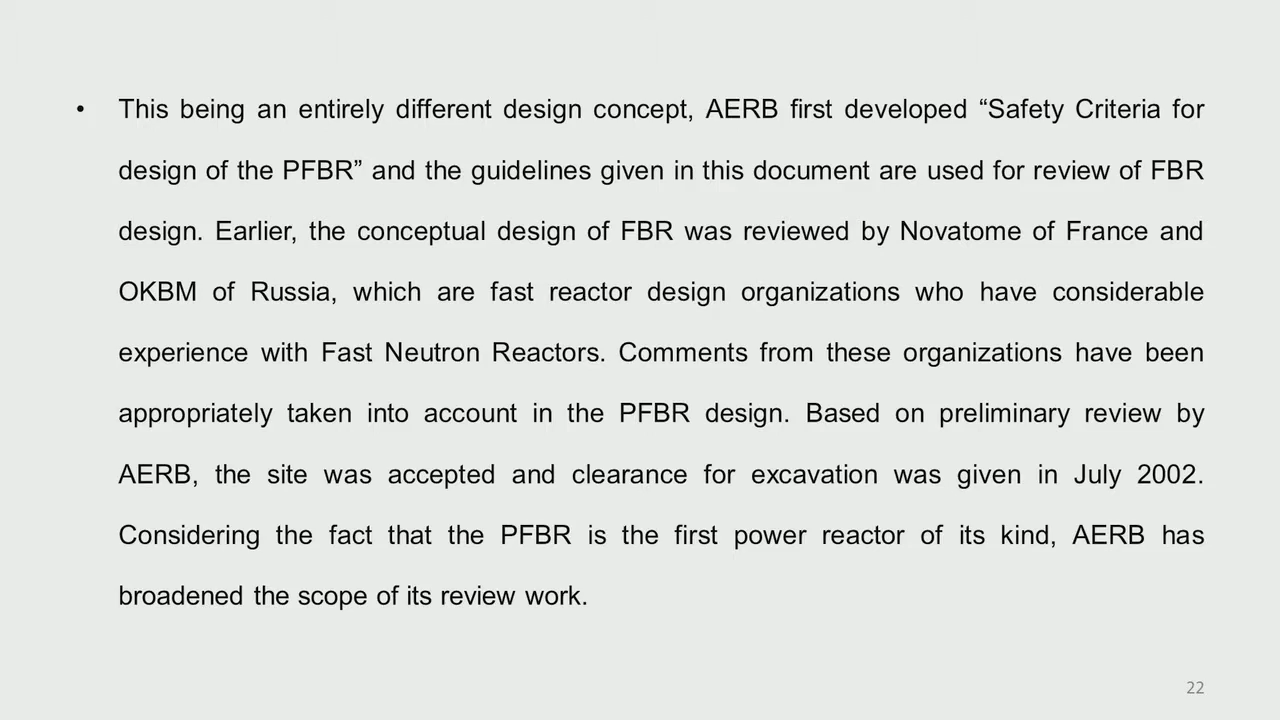 • This being an entirely different design concept, AERB first developed “Safety Criteria for
design of the PFBR” and the guidelines given in this document are used for review of FBR
design. Earlier, the conceptual design of FBR was reviewed by Novatome of France and
OKBM of Russia, which are fast reactor design organizations who have considerable
experience with Fast Neutron Reactors. Comments from these organizations have been
appropriately taken into account in the PFBR design. Based on preliminary review by
AERB, the site was accepted and clearance for excavation was given in July 2002.
Considering the fact that the PFBR is the first power reactor of its kind, AERB has
broadened the scope of its review work.
22